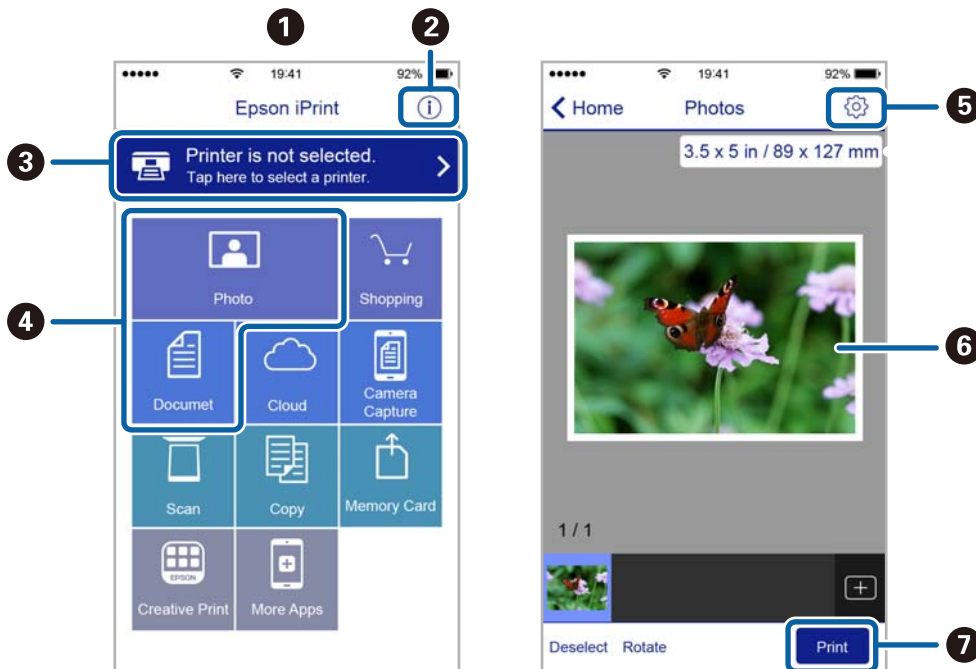 1
2
19:41
92%
Epson iPrint
3
Printer is not selected.
Tap here to select a printer.
4
Photo
Shopping
Documet
Cloud
Camera
Capture
Scan
Copy
Memory Card
EPSON
Creative Print
More Apps
19:41
92%
Home
Photos
5
3.5 x 5 in / 89 x 127 mm
6
1 / 1
Deselect
Rotate
Print
7